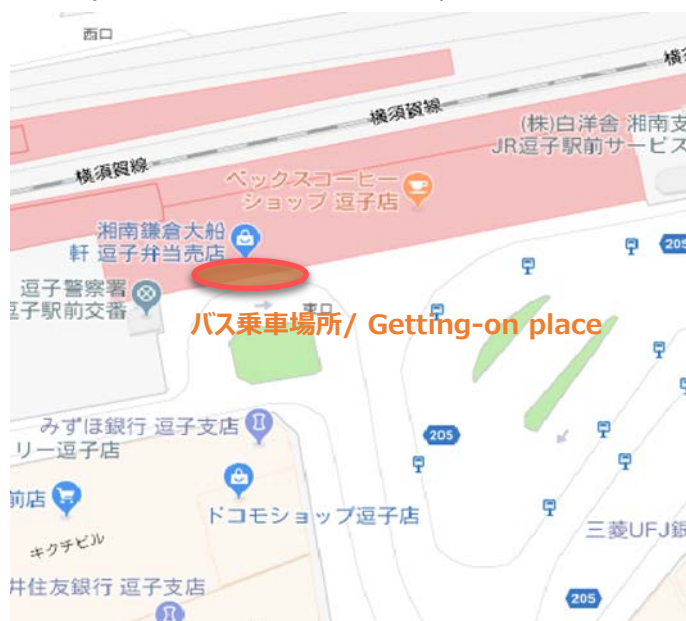 西口
横須賀線
(株)白洋舎 湘南支
JR逗子駅前サービス
横須賀線
ベックスコーヒー
ショップ 逗子店
湘南鎌倉大船
軒 逗子弁当売店
205
逗子警察署
逗子駅前交番
東口
バス乗車場所/ Getting-on place
みずほ銀行 逗子支店
リー逗子店
205
前店
ドコモショップ逗子店
三菱UFJ銀
キクチビル
井住友銀行 逗子支店
205